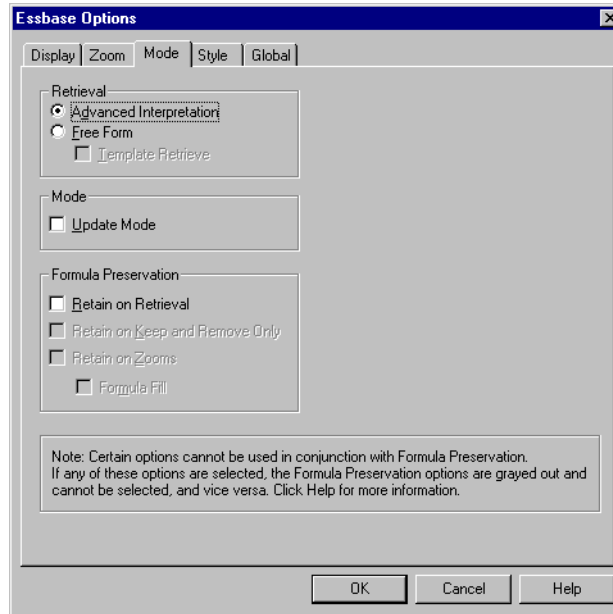 Essbase Options
Display Zoom Mode Style Global
Retrieval
Advanced Interpretation
Free Form
Template Retrieve
Mode
Update Mode
Formula Preservation
Retain on Retrieval
Retain on Keep and Remove Only
Retain on Zooms
Formula Fill
Note: Certain options cannot be used in conjunction with Formula Preservation.
If any of these options are selected, the Formula Preservation options are grayed out and
cannot be selected, and vice versa. Click Help for more information.
OK Cancel Help